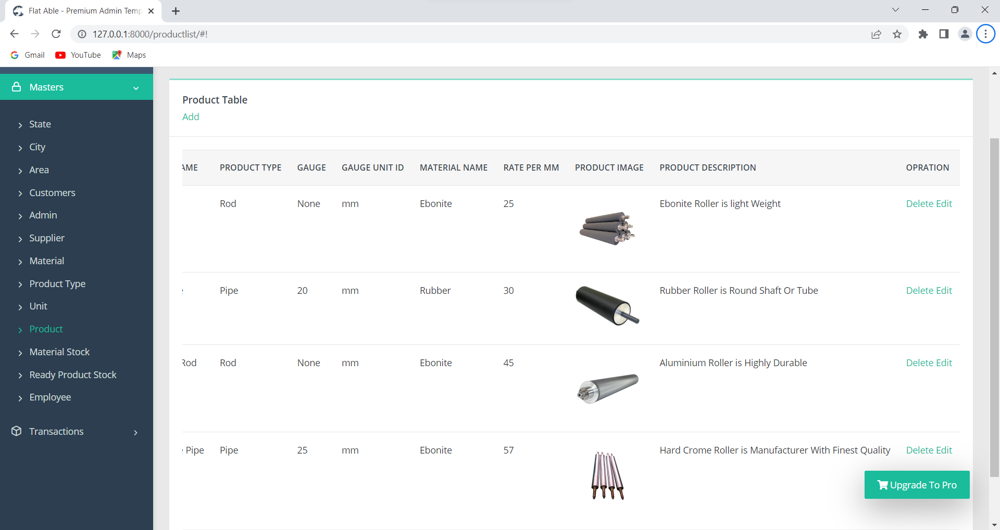 Flat Able - Premium Admin Temp
127.0.0.1:8000/productlist/#!
Gmail YouTube Maps
Masters
State
City
Area
Customers
Admin
Supplier
Material
Product Type
Unit
Product
Material Stock
Ready Product Stock
Employee
Transactions
Product Table
Add
AME PRODUCT TYPE GAUGE GAUGE UNIT ID MATERIAL NAME RATE PER MM PRODUCT IMAGE PRODUCT DESCRIPTION OPRATION
Rod None mm Ebonite 25 Ebonite Roller is light Weight Delete Edit
Pipe 20 mm Rubber 30 Rubber Roller is Round Shaft Or Tube Delete Edit
Rod Rod None mm Ebonite 45 Aluminium Roller is Highly Durable Delete Edit
Pipe Pipe 25 mm Ebonite 57 Hard Crome Roller is Manufacturer With Finest Quality Delete Edit
Upgrade To Pro